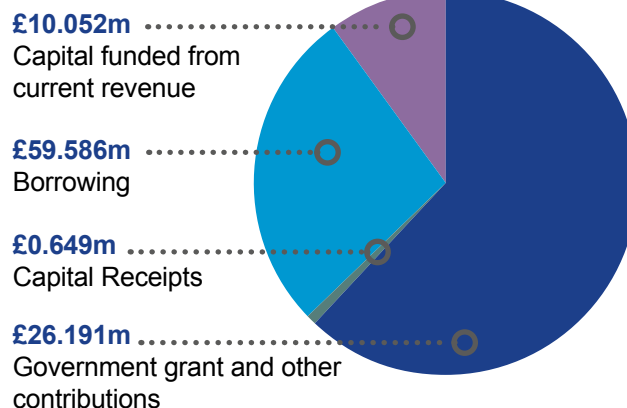 £10.052m
Capital funded from
current revenue
£59.586m
Borrowing
£0.649m
Capital Receipts
£26.191m
Government grant and other
contributions